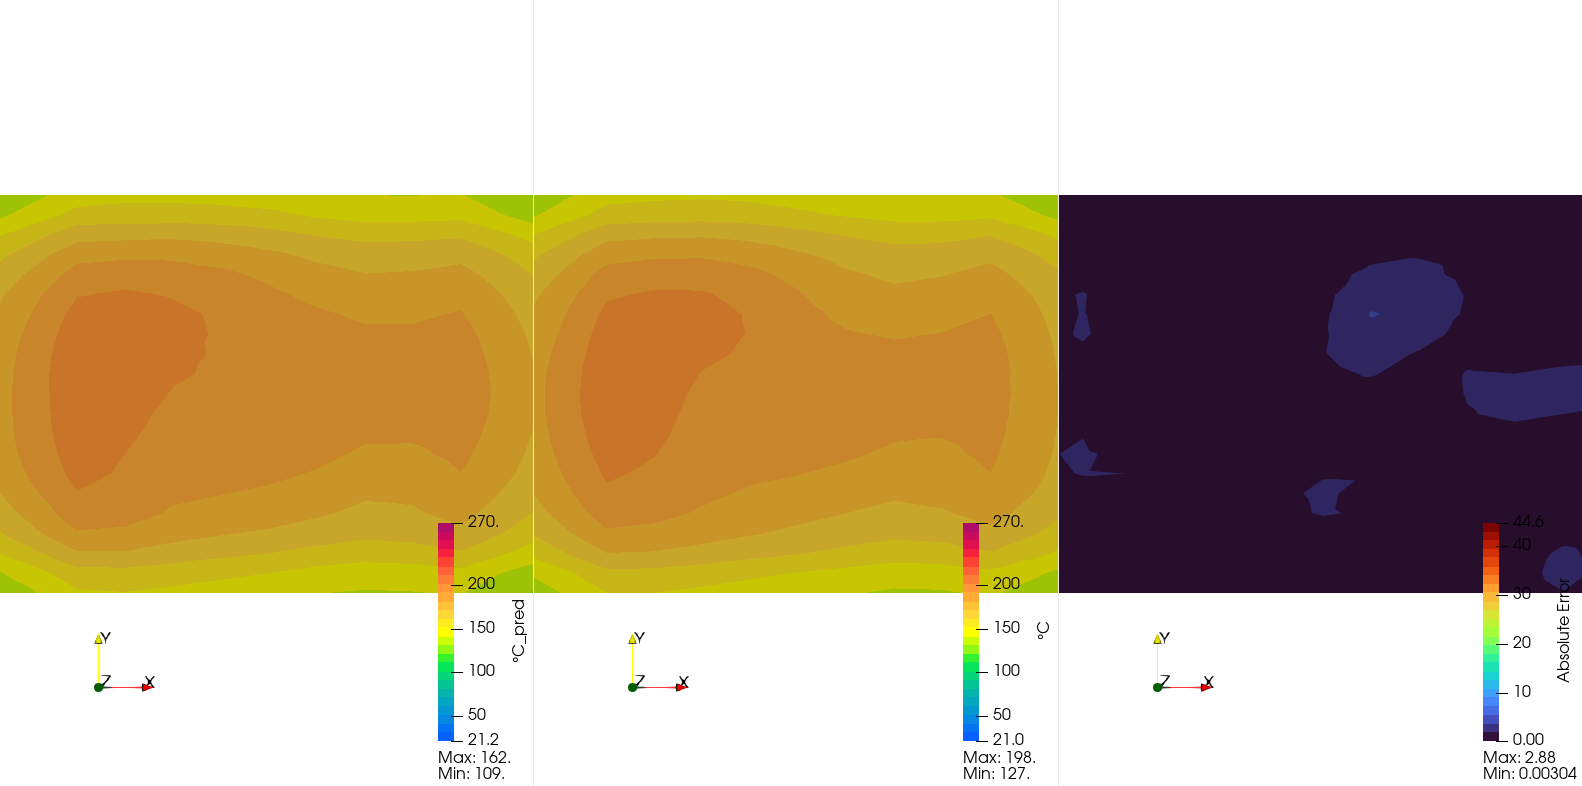 270.
200
150
100
50
21.2
°C_pred
Max: 162.
Min: 109.
Y
Z
X
270.
200
150
100
50
21.0
°C
Max: 198.
Min: 127.
Y
Z
X
44.6
40
30
20
10
0.00
Absolute Error
Max: 2.88
Min: 0.00304
Y
Z
X